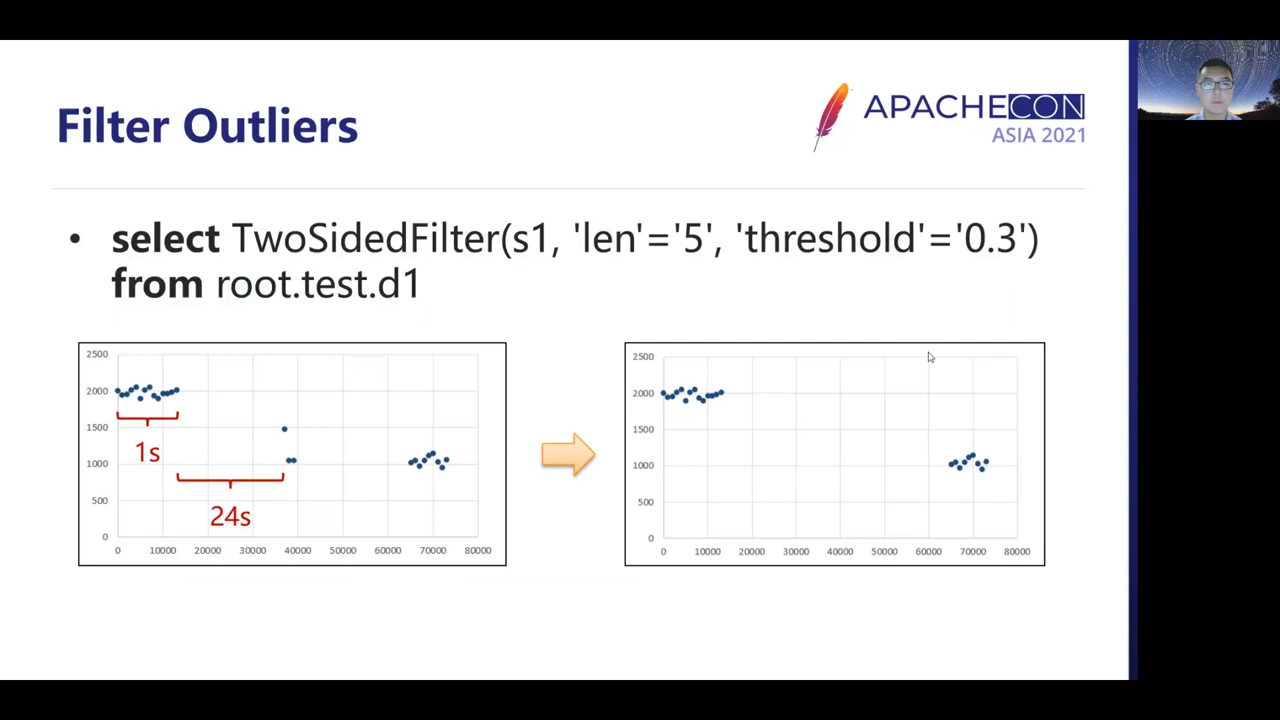 Filter Outliers
APACHECON
ASIA 2021
• select TwoSidedFilter(s1, 'len'='5', 'threshold'='0.3')
from root.test.d1
2500
2000
1500
1000
500
0
0 10000 20000 30000 40000 50000 60000 70000 80000
1s
24s
2500
2000
1500
1000
500
0
0 10000 20000 30000 40000 50000 60000 70000 80000